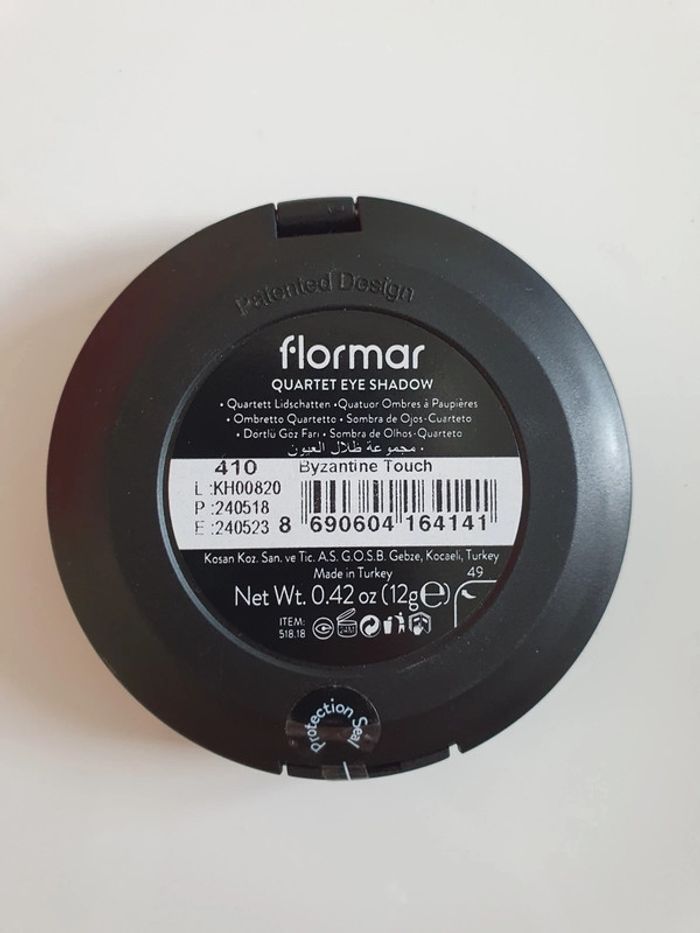 Patented Design
flormar
QUARTET EYE SHADOW
• Quartett Lidschatten •Quatuor Ombres à Paupières
• Ombretto Quartetto • Sombra de Ojos-Cuarteto
• Dörtlü Göz Farı • Sombra de Olhos-Quarteto
• مجموعة ظلال العيون
410 Byzantine Touch
L :KH00820
P :240518
E :240523
8 690604 164141
Kosan Koz. San. ve Tic. A.S. G.O.S.B. Gebze, Kocaeli, Turkey
Made in Turkey
49
Net Wt. 0.42 oz (12g℮)
ITEM:
518.18
24M
Protection Seal